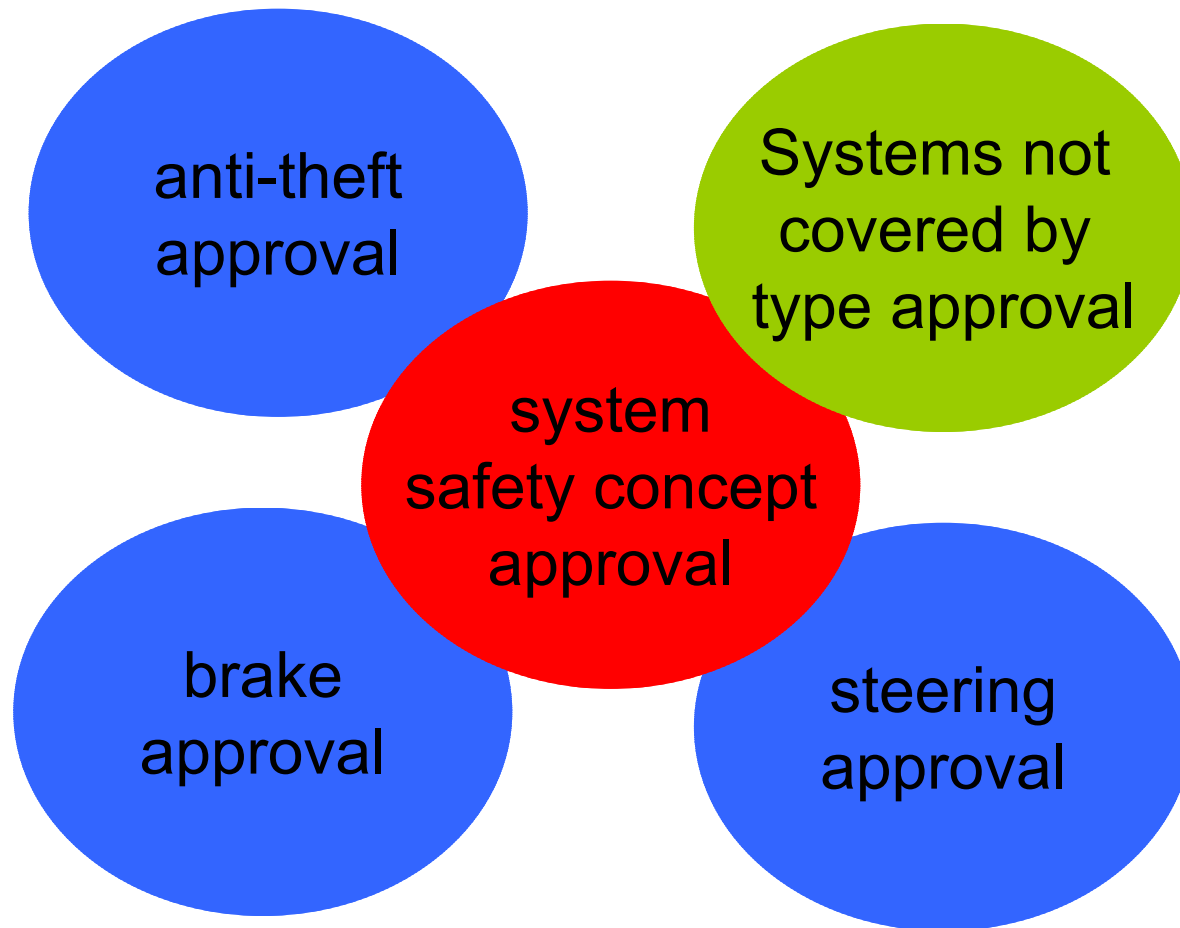 anti-theft
approval
Systems not
covered by
type approval
system
safety concept
approval
brake
approval
steering
approval